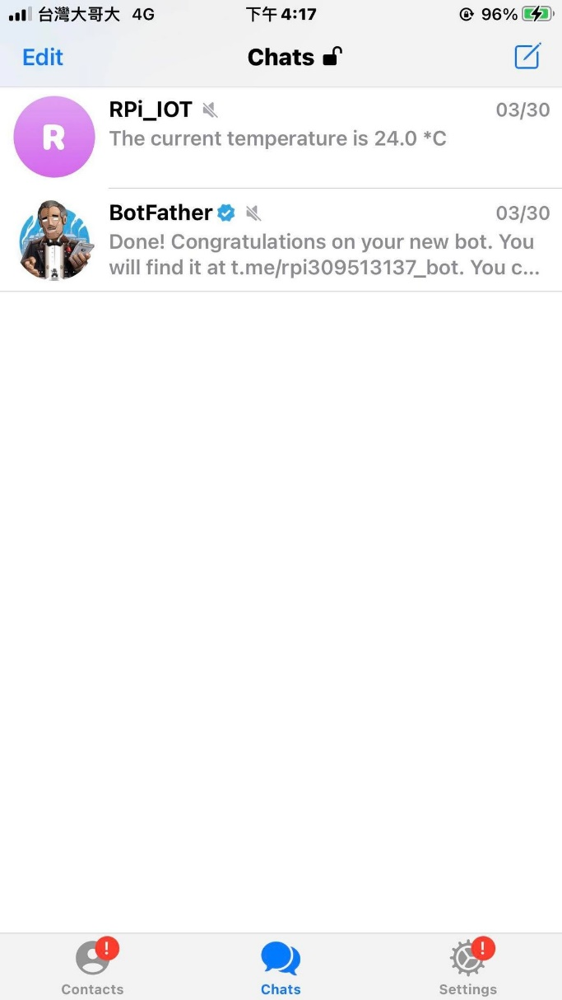 台灣大哥大 4G 下午 4:17 96%
Edit Chats
RPi_IOT 03/30
R
The current temperature is 24.0 *C
BotFather 03/30
Done! Congratulations on your new bot. You
will find it at t.me/rpi309513137_bot. You c...
! !
Contacts Chats Settings